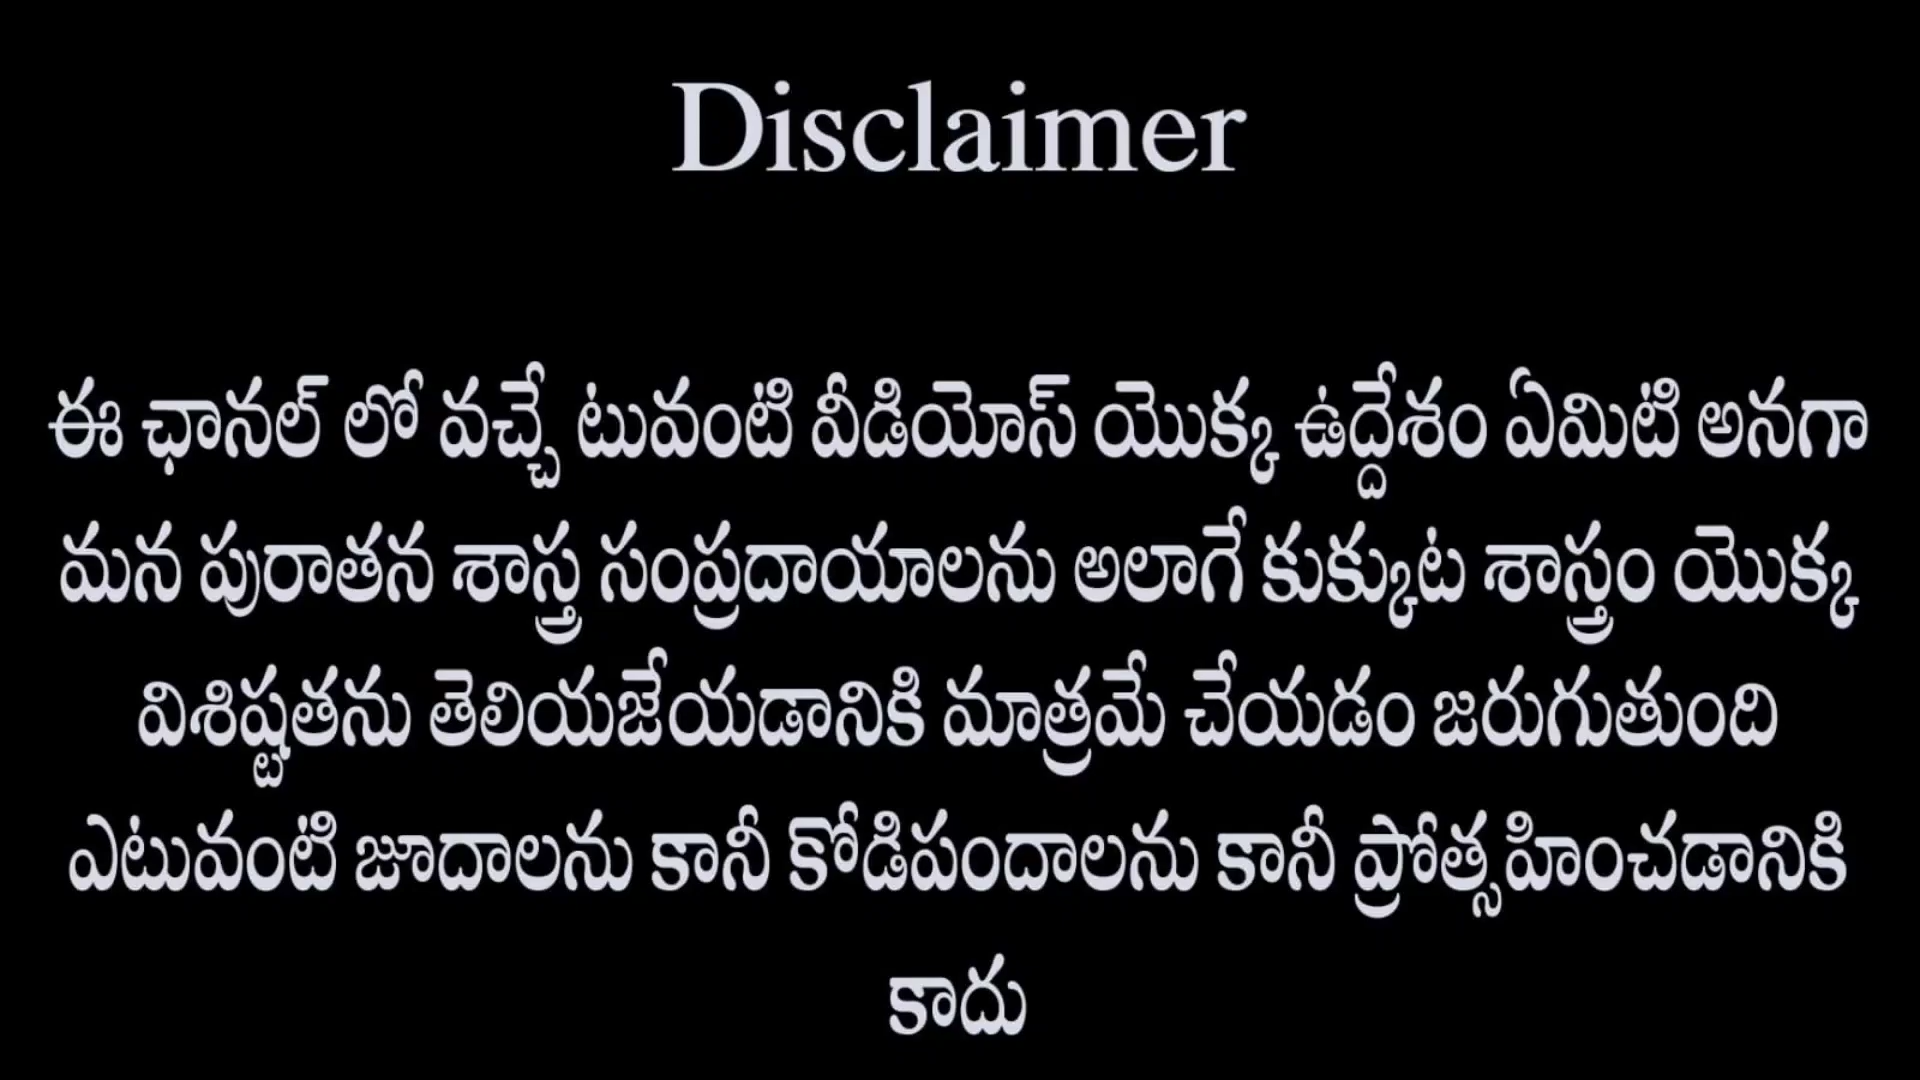 Disclaimer
ఈ ఛానల్ లో వచ్చే టువంటి వీడియోస్ యొక్క ఉద్దేశం ఏమిటి అనగా
మన పురాతన శాస్త్ర సంప్రదాయాలను అలాగే కుక్కుట శాస్త్రం యొక్క
విశిష్టతను తెలియజేయడానికి మాత్రమే చేయడం జరుగుతుంది
ఎటువంటి జూదాలను కానీ కోడిపందాలను కానీ ప్రోత్సహించడానికి
కాదు